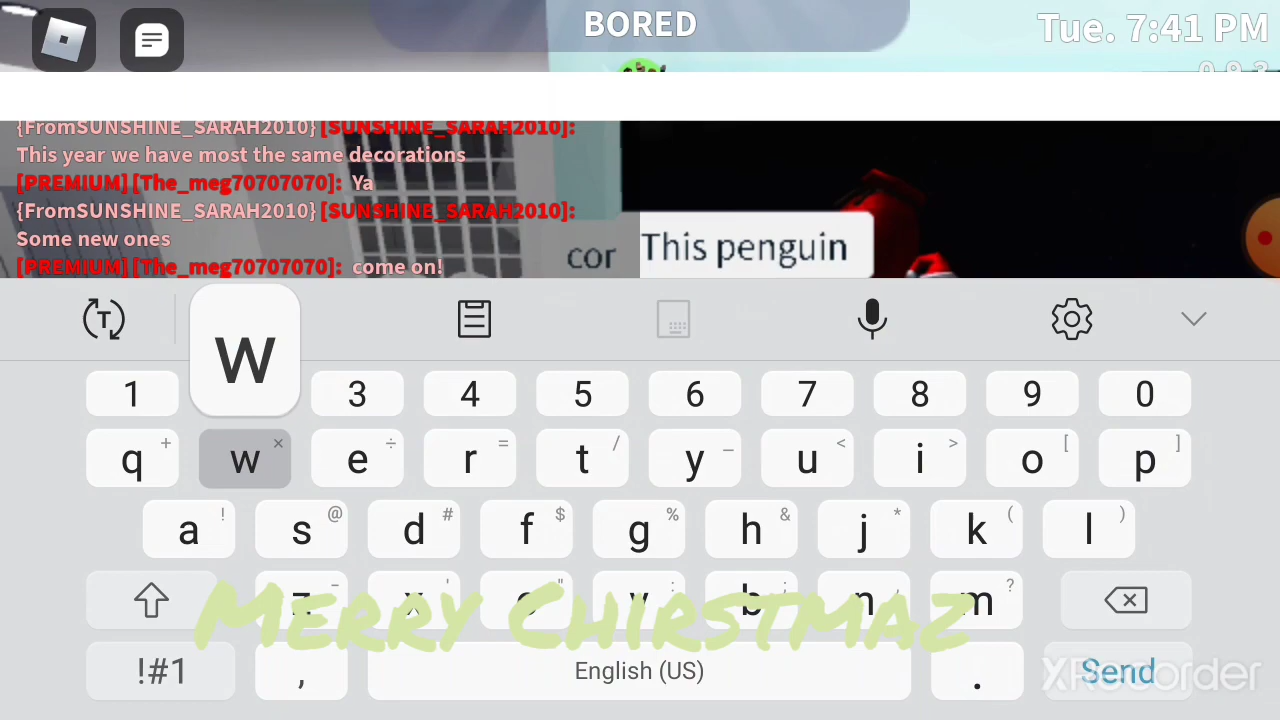 BORED
Tue. 7:41 PM
{FromSUNSHINE_SARAH2010} [SUNSHINE_SARAH2010]:
This year we have most the same decorations
[PREMIUM] [The_meg70707070]: Ya
{FromSUNSHINE_SARAH2010} [SUNSHINE_SARAH2010]:
Some new ones
[PREMIUM] [The_meg70707070]: come on!
cor
This penguin
T
w
1 3 4 5 6 7 8 9 0
q + w × e ÷ r = t / y _ u < i > o [ p ]
a ! s @ d # f $ g % h & j * k ( l )
z - x ' c " v : b ; n / m ?
MERRY CHIRSTMAZ
!#1 , English (US) . Send
XRecorder